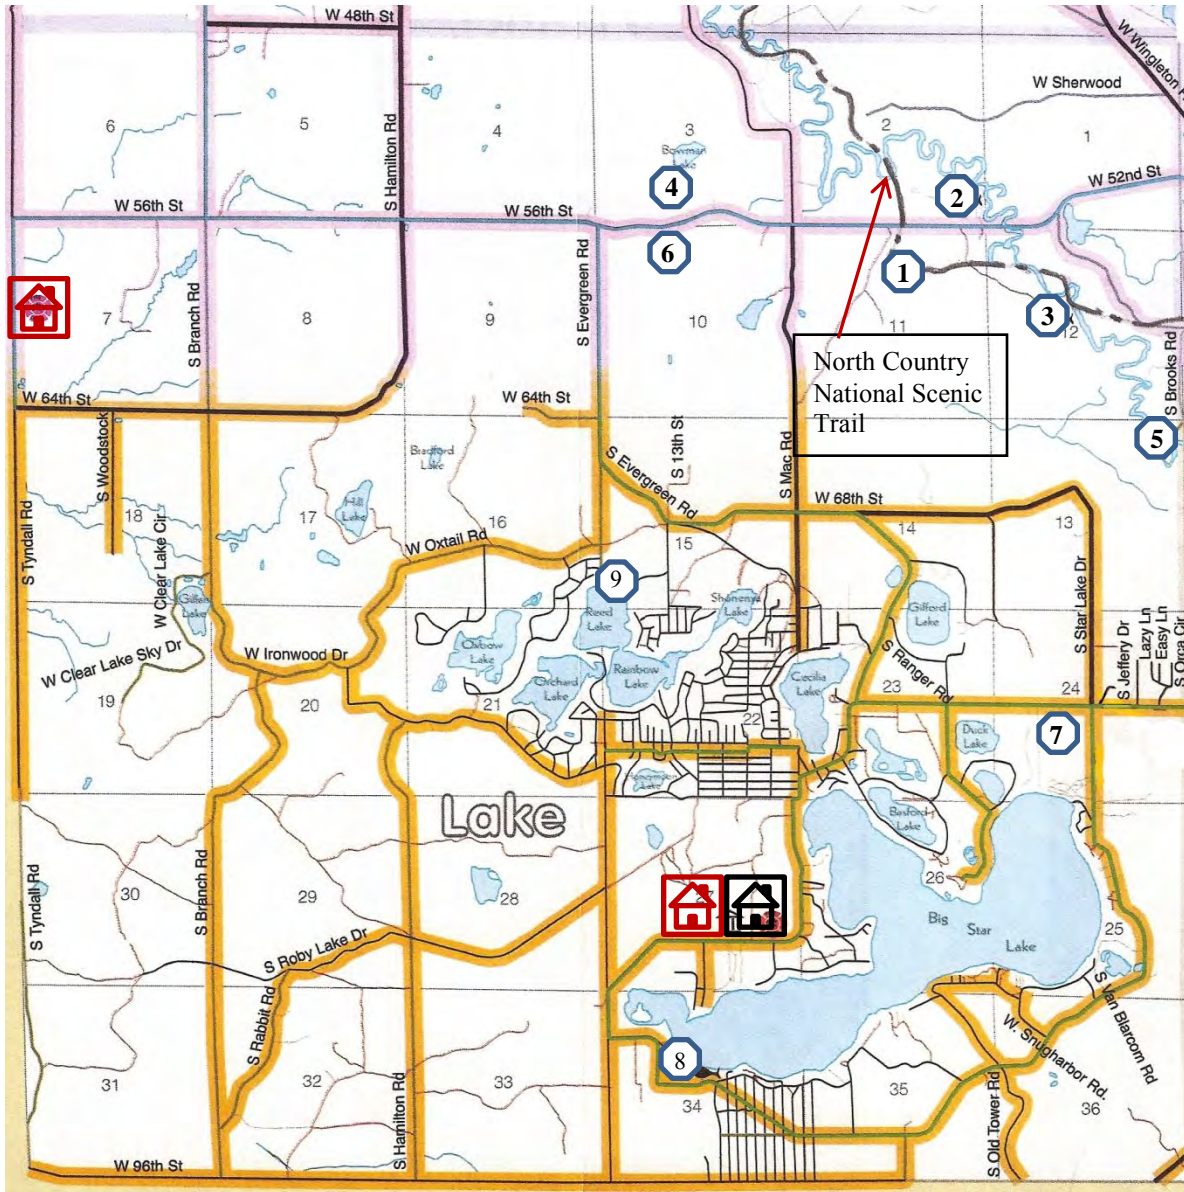 W 48th St
W Wingleton R
W Sherwood
6
5
4
3
2
1
S Hamilton Rd
Bowman
Lake
4
2
W 52nd St
W 56th St
W 56th St
6
1
S Evergreen Rd
S Branch Rd
7
8
9
10
11
3
12
North Country
National Scenic
Trail
S Brooks Rd
W 64th St
W 64th St
5
S Woodstock
Bradford
Lake
S 13th St
S Mac Rd
S Evergreen Rd
W 68th St
Hill
Lake
S Tyndall Rd
18
W Clear Lake Cir
17
16
15
14
13
W Oxtail Rd
9
Reed
Lake
Lake
Lake
Gifford
Lake
S Star Lake Dr
S Jeffery Dr
Lazy Ln
Easy Ln
S Orca Cir
W Clear Lake Sky Dr
W Ironwood Dr
Oxbow
Lake
Rainbow
Lake
Orchard
Lake
Cecilia
Lake
S Ranger Rd
19
20
21
22
23
24
7
Duck
Lake
Lake
Lake
Basford
Lake
S Tyndall Rd
30
S Branch Rd
29
28
27
26
25
Big
Star
Lake
S Roby Lake Dr
S Rabbit Rd
S Van Blarcom Rd
W. Snugharbor Rd.
8
31
32
S Hamilton Rd
33
34
35
S Old Tower Rd
36
W 96th St